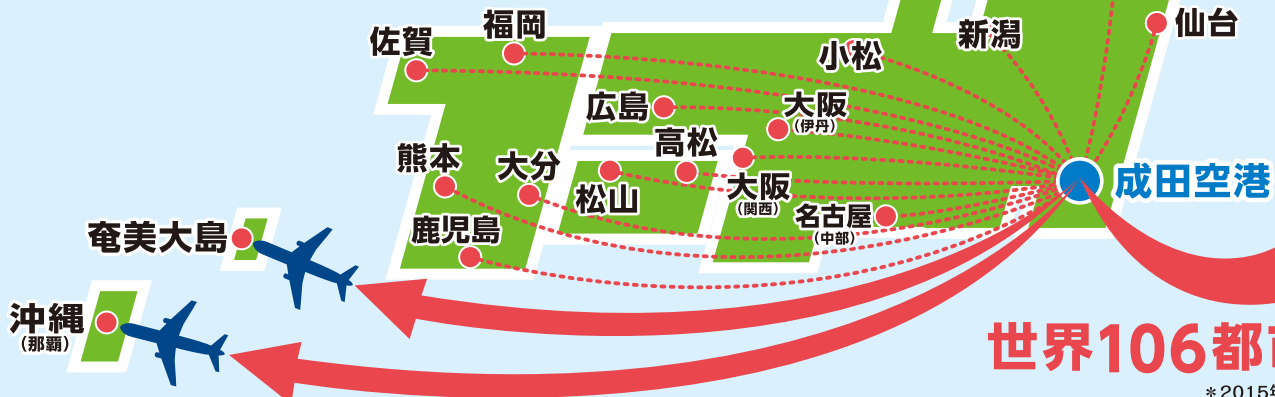 福岡
仙台
佐賀
新潟
小松
広島
大阪
(伊丹)
高松
熊本
大分
成田空港
大阪
(関西)
松山
名古屋
(中部)
鹿児島
奄美大島
沖縄
(那覇)
世界106都
*2015